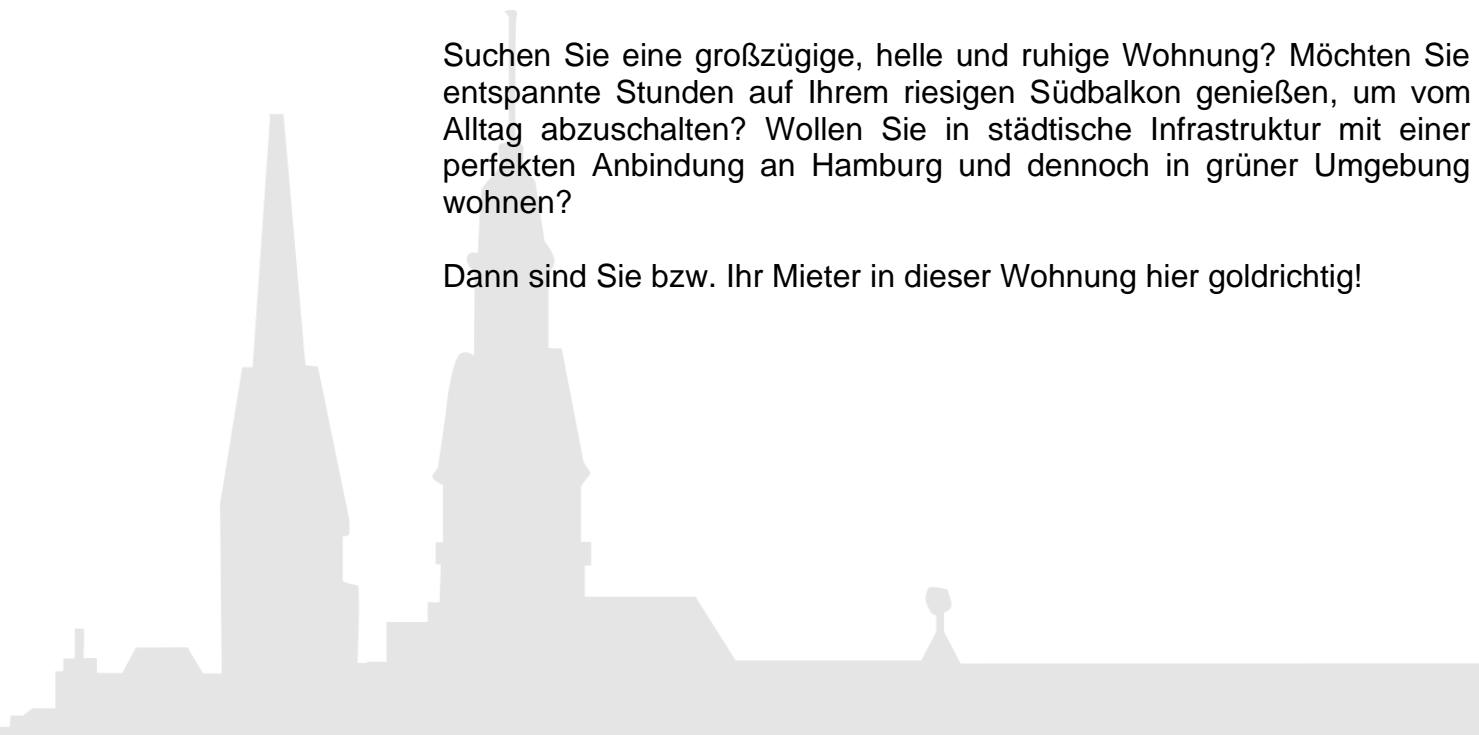 Suchen Sie eine großzügige, helle und ruhige Wohnung? Möchten Sie
entspannte Stunden auf Ihrem riesigen Südbalkon genießen, um vom
Alltag abzuschalten? Wollen Sie in städtische Infrastruktur mit einer
perfekten Anbindung an Hamburg und dennoch in grüner Umgebung
wohnen?
Dann sind Sie bzw. Ihr Mieter in dieser Wohnung hier goldrichtig!